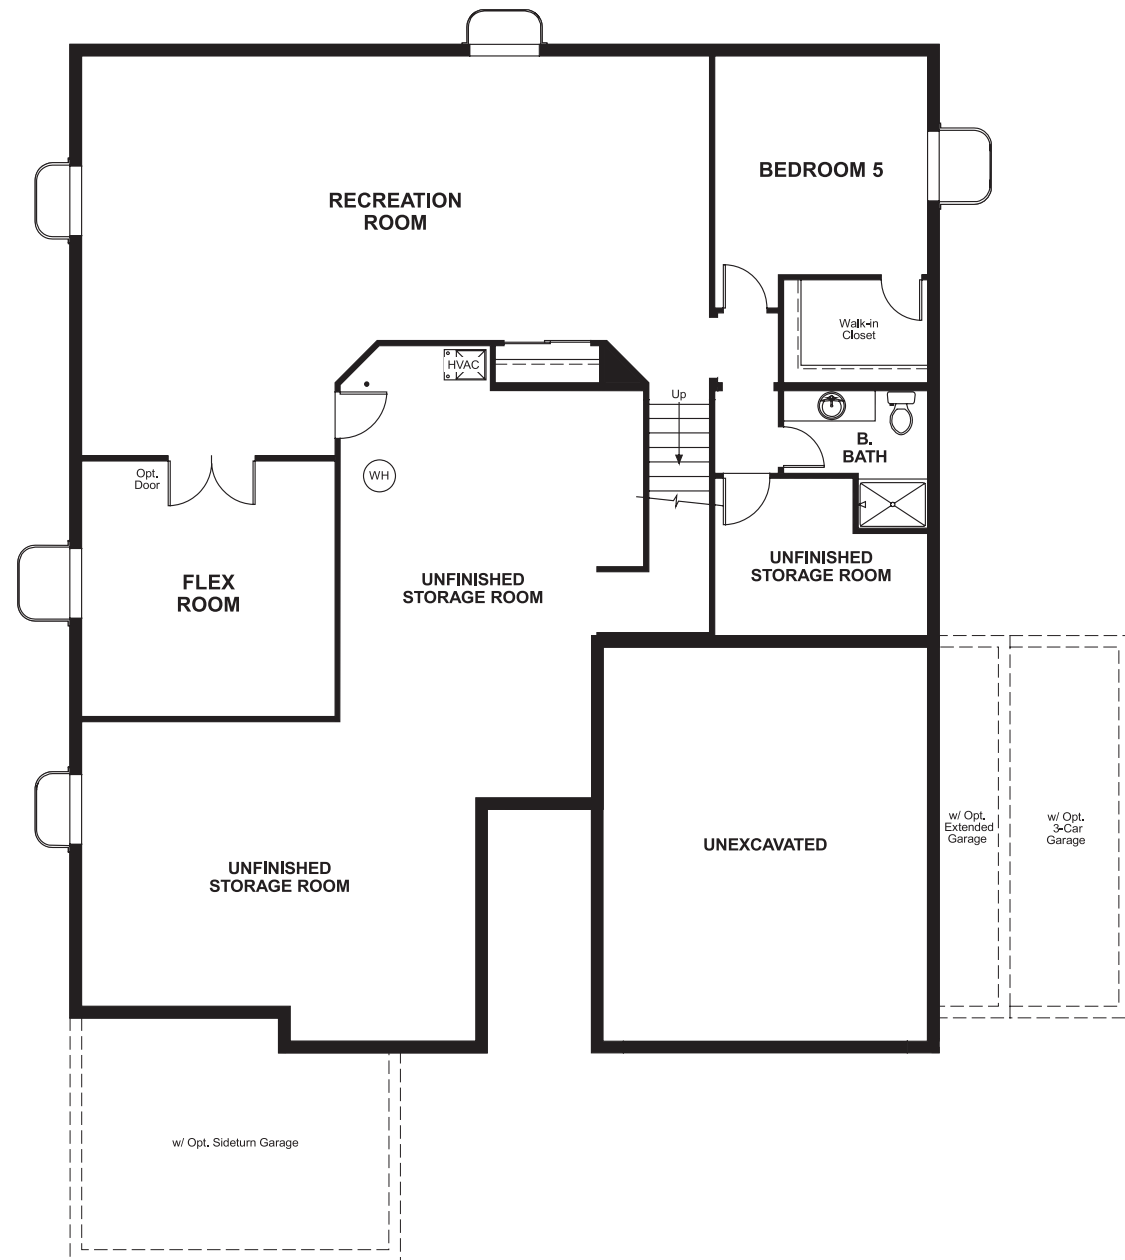 BEDROOM 5
RECREATION
ROOM
Walk-in
Closet
HVAC
Up
B.
BATH
Opt.
Door
WH
UNFINISHED
STORAGE ROOM
FLEX
ROOM
UNFINISHED
STORAGE ROOM
w/ Opt.
Extended
Garage
w/ Opt.
3-Car
Garage
UNEXCAVATED
UNFINISHED
STORAGE ROOM
w/ Opt. Sideturn Garage